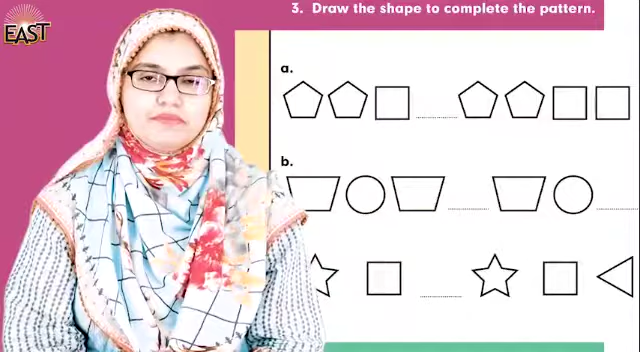 EAST
3. Draw the shape to complete the pattern.
a.
b.